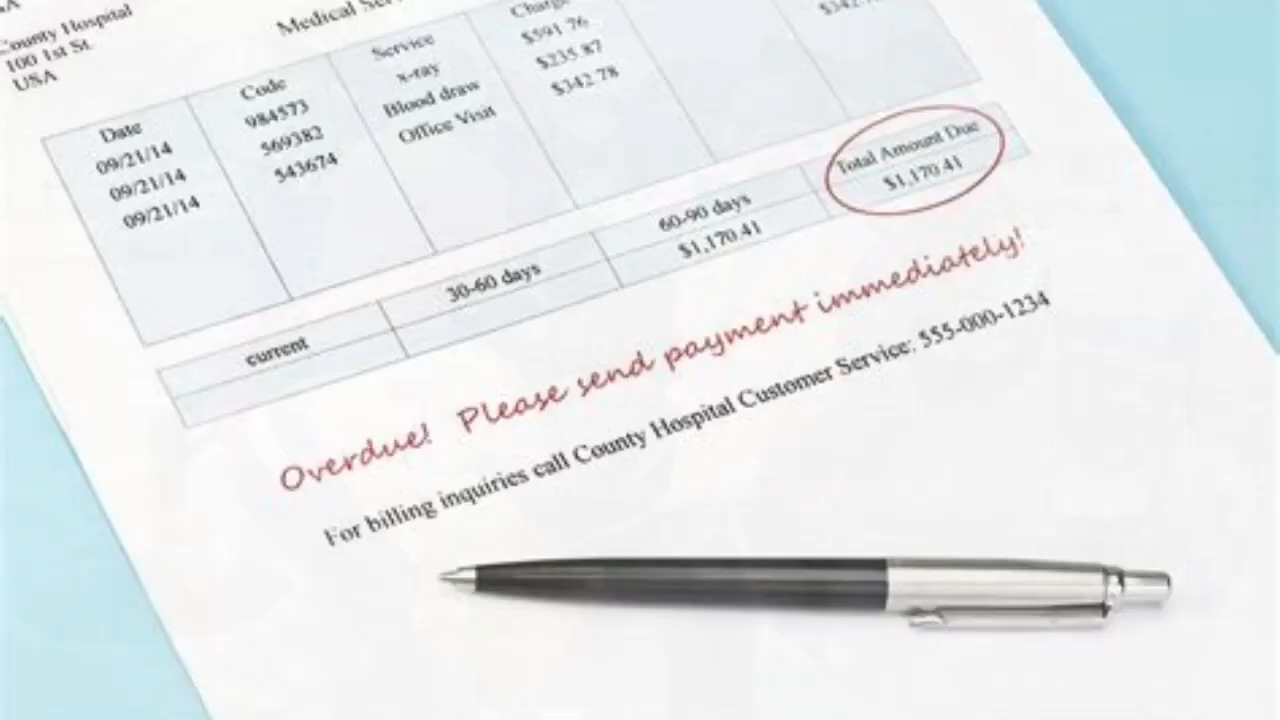 County Hospital
100 1st St.
USA
Medical
Date Code Service Charge
09/21/14 984573 x-ray $591.76
09/21/14 569382 Blood draw $235.87
09/21/14 543674 Office Visit $342.78
current 30-60 days 60-90 days Total Amount Due
$1,170.41 $1,170.41
Overdue! Please send payment immediately!
For billing inquiries call County Hospital Customer Service: 555-000-1234